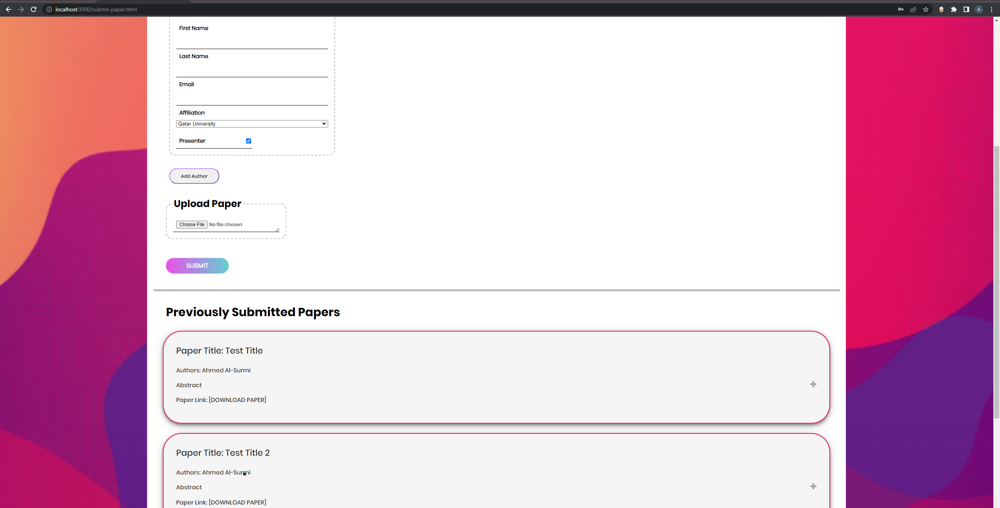 localhost:3000/submit-paper.html
A
First Name
Last Name
Email
Affiliation
Qatar University
Presenter
Add Author
Upload Paper
Choose File No file chosen
SUBMIT
Previously Submitted Papers
Paper Title: Test Title
Authors: Ahmed Al-Surmi
Abstract
Paper Link: [DOWNLOAD PAPER]
Paper Title: Test Title 2
Authors: Ahmed Al-Surmi
Abstract
Paper Link: [DOWNLOAD PAPER]